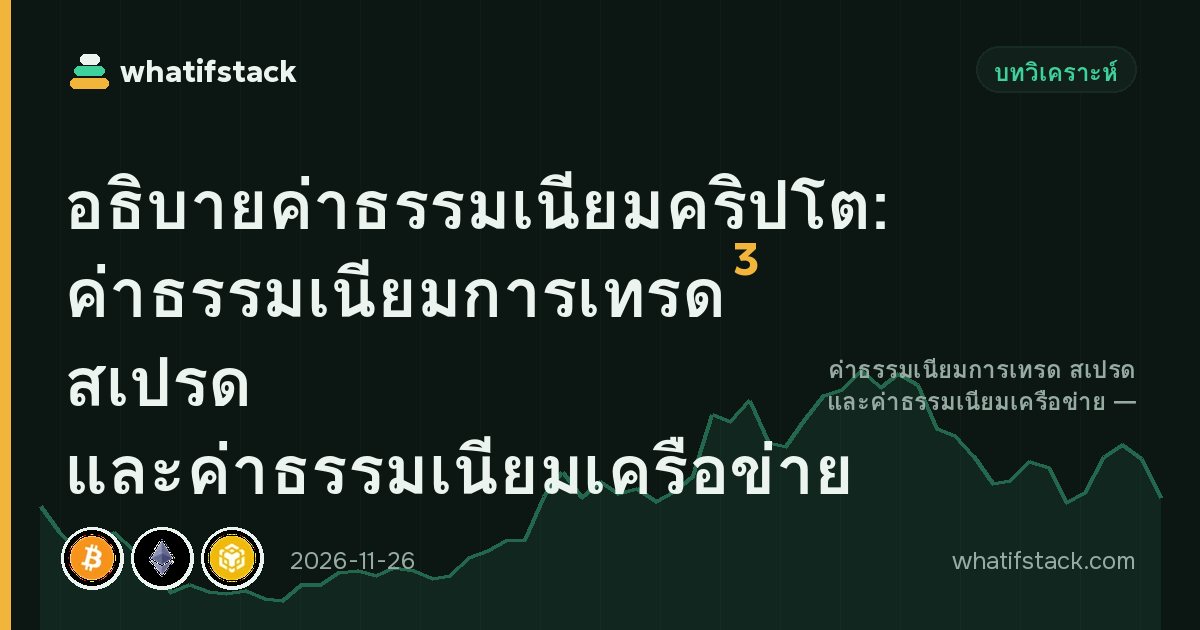 whatifstack
บทวิเคราะห์
อธิบายค่าธรรมเนียมคริปโต:
ค่าธรรมเนียมการเทรด
3
สเปรด
และค่าธรรมเนียมเครือข่าย
ค่าธรรมเนียมการเทรด สเปรด
และค่าธรรมเนียมเครือข่าย —
2026-11-26
whatifstack.com